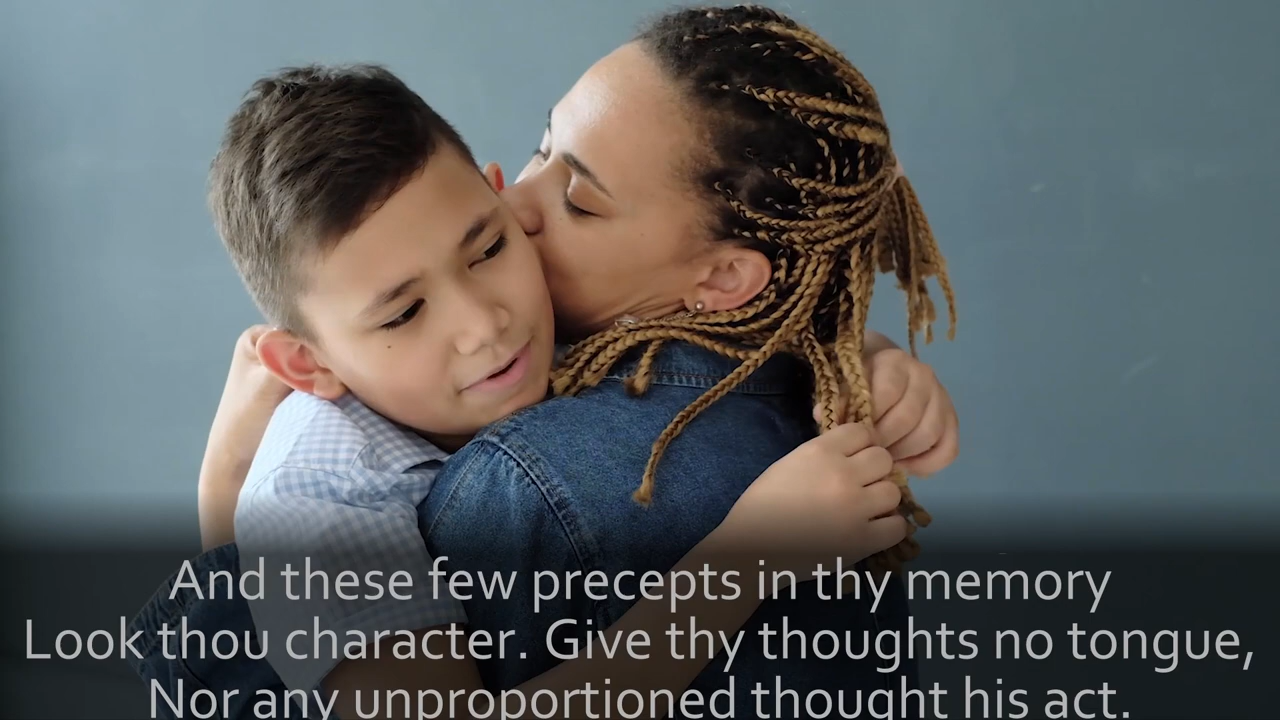 And these few precepts in thy memory
Look thou character. Give thy thoughts no tongue,
Nor any unproportioned thought his act.